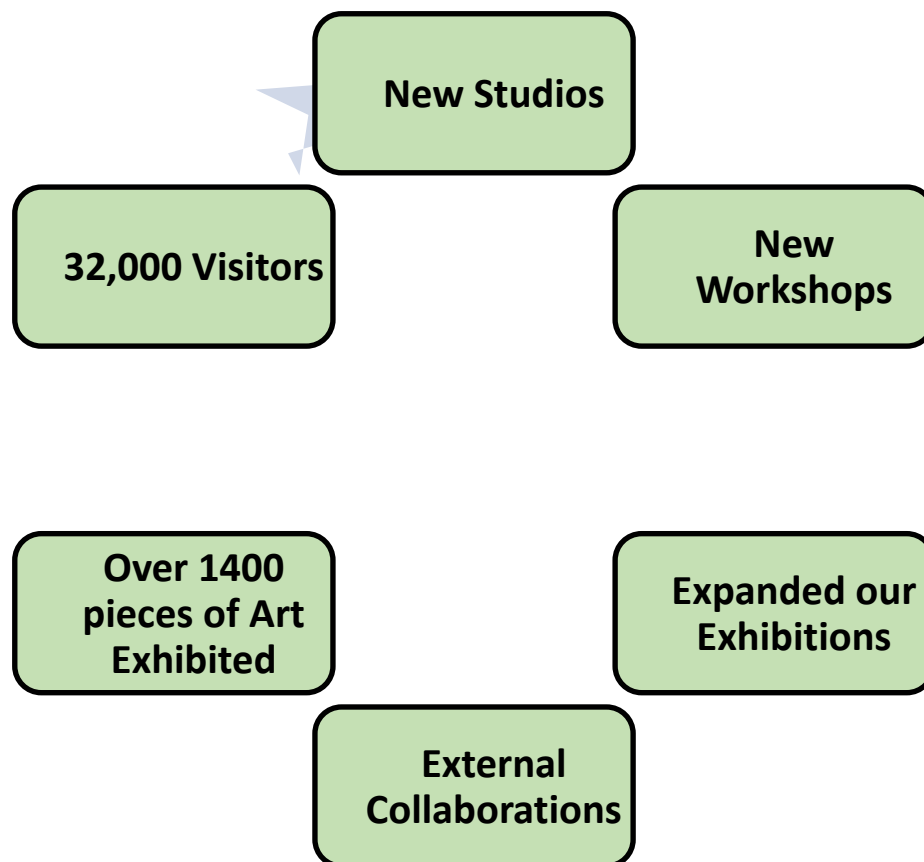 New Studios
32,000 Visitors
New
Workshops
Over 1400
pieces of Art
Exhibited
Expanded our
Exhibitions
External
Collaborations